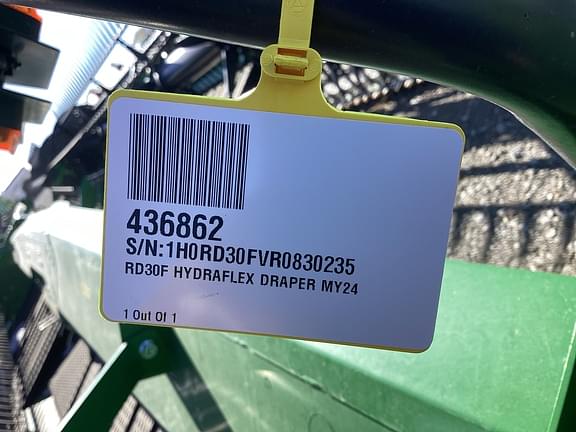 436862
S/N:1H0RD30FVR0830235
RD30F HYDRAFLEX DRAPER MY24
1 Out Of 1